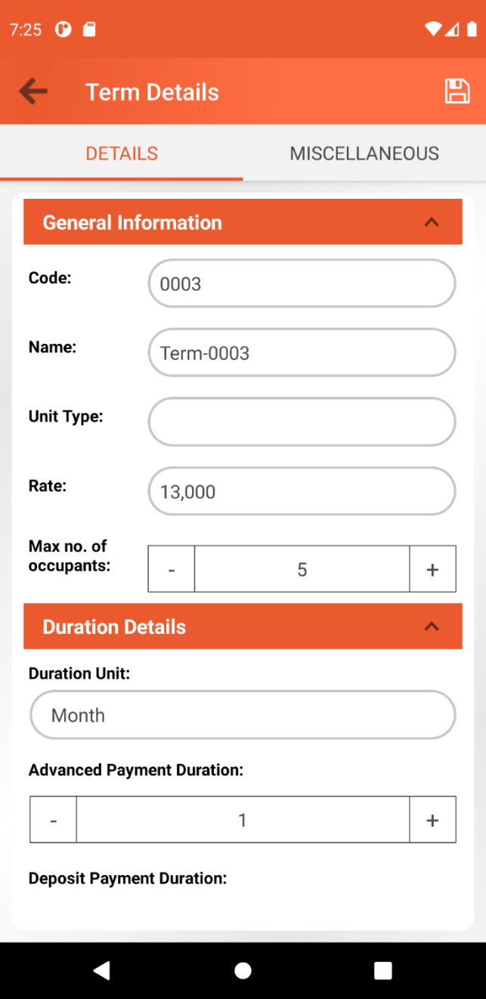 7:25
Term Details
DETAILS
MISCELLANEOUS
General Information
Code:
0003
Name:
Term-0003
Unit Type:
Rate:
13,000
Max no. of
occupants:
-
5
+
Duration Details
Duration Unit:
Month
Advanced Payment Duration:
-
1
+
Deposit Payment Duration: